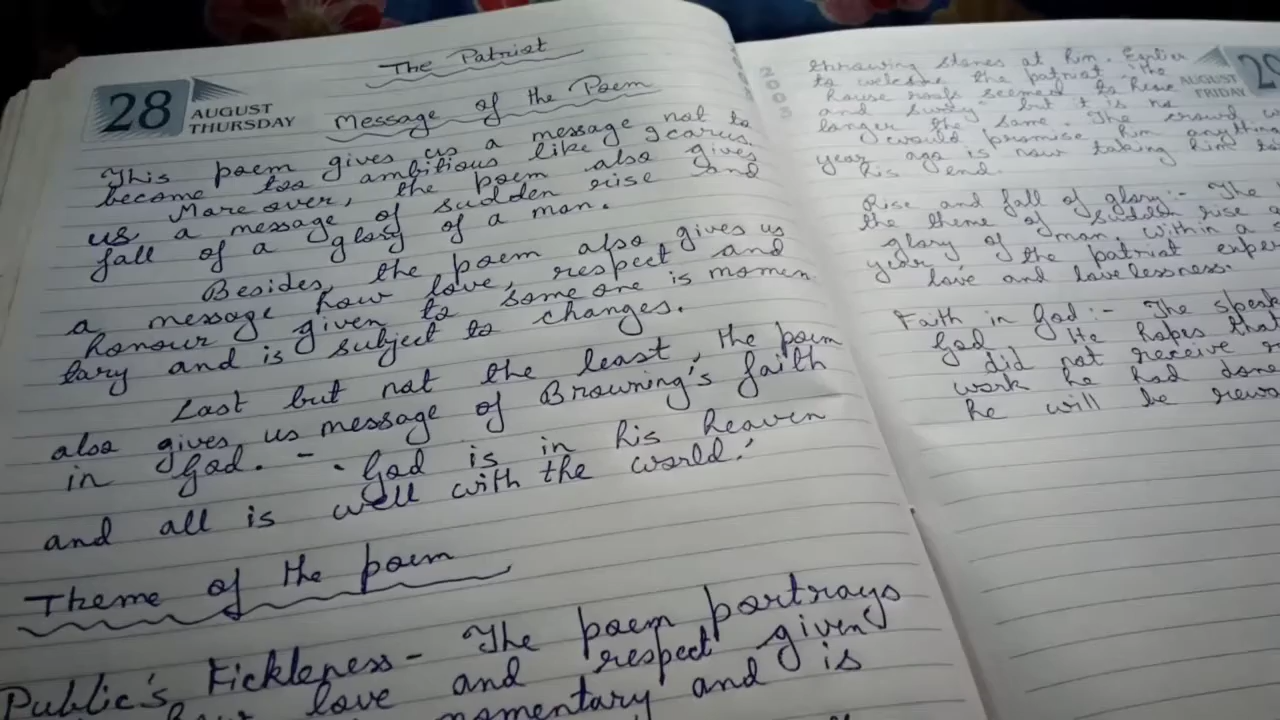 The Patriot
28
AUGUST
THURSDAY
Message of the Poem
This poem gives us a message not to
become too ambitious like Icarus.
More over, the poem also gives
us a message of sudden rise and
fall of a glory of a man.
Besides, the poem also gives us
a message how love, respect and
honour given to some one is momen
tary and is subject to changes.
Last but not the least, the poem
also gives us message of Browning's faith
in God. - . God is in his heaven
and all is well with the world.'
Theme of the poem
Public's Fickleness - The poem portrays
how love and respect given
momentary and is
2005
AUGUST
FRIDAY
throwing stones at him. Earlier
to welcome the patriot the
house roofs seemed to heave
and sway but it is no
longer the same. The crowd
would promise him anything
year ago is now taking him
his end.
Rise and fall of glory:- The
the theme of sudden rise
glory of man. within a
year of the patriot
love and lovelessness.
Faith in God:- The
God. He hopes that
did not receive
work he had done
he will be